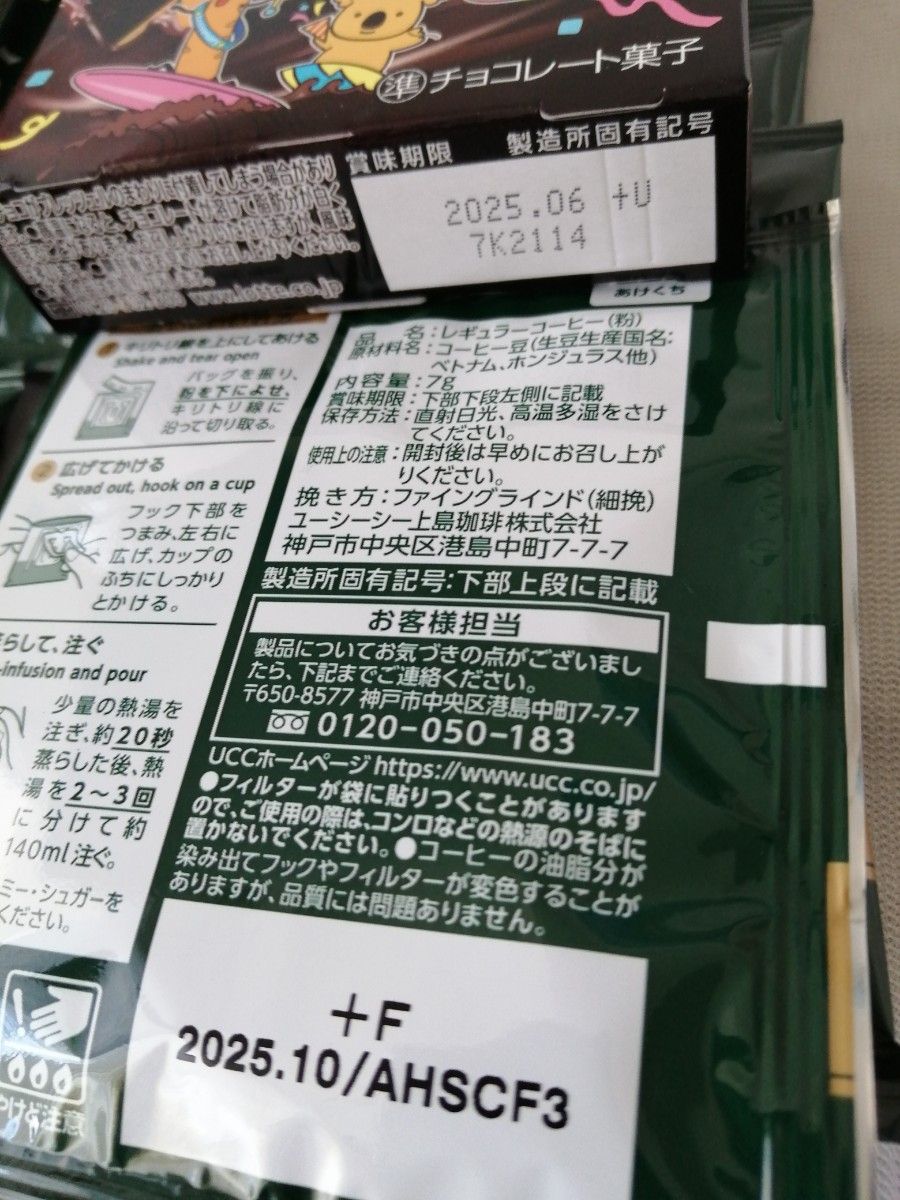 準チョコレート菓子
賞味期限
製造所固有記号
2025.06 +U
7K2114
www.lotte.co.jp
あけくち
1 キリトリ線を上にしてあける
Shake and tear open
バッグを振り、
粉を下によせ、
キリトリ線に
沿って切り取る。
2 広げてかける
Spread out, hook on a cup
フック下部を
つまみ、左右に
広げ、カップの
ふちにしっかり
とかける。
らして、注ぐ
-infusion and pour
少量の熱湯を
注ぎ、約20秒
蒸らした後、熱
湯を2〜3回
に分けて約
140ml注ぐ。
ミー・シュガーを
ください。
やけど注意
品名:レギュラーコーヒー(粉)
原材料名:コーヒー豆(生豆生産国名:
ベトナム、ホンジュラス他)
内容量:7g
賞味期限:下部下段左側に記載
保存方法:直射日光、高温多湿をさけ
てください。
使用上の注意:開封後は早めにお召し上が
りください。
挽き方:ファイングラインド(細挽)
ユーシーシー上島珈琲株式会社
神戸市中央区港島中町7-7-7
製造所固有記号:下部上段に記載
お客様担当
製品についてお気づきの点がございまし
たら、下記までご連絡ください。
〒650-8577 神戸市中央区港島中町7-7-7
0120-050-183
UCCホームページ https://www.ucc.co.jp/
●フィルターが袋に貼りつくことがあります
ので、ご使用の際は、コンロなどの熱源のそばに
置かないでください。●コーヒーの油脂分が
染み出てフックやフィルターが変色することが
ありますが、品質には問題ありません。
+F
2025.10/AHSCF3